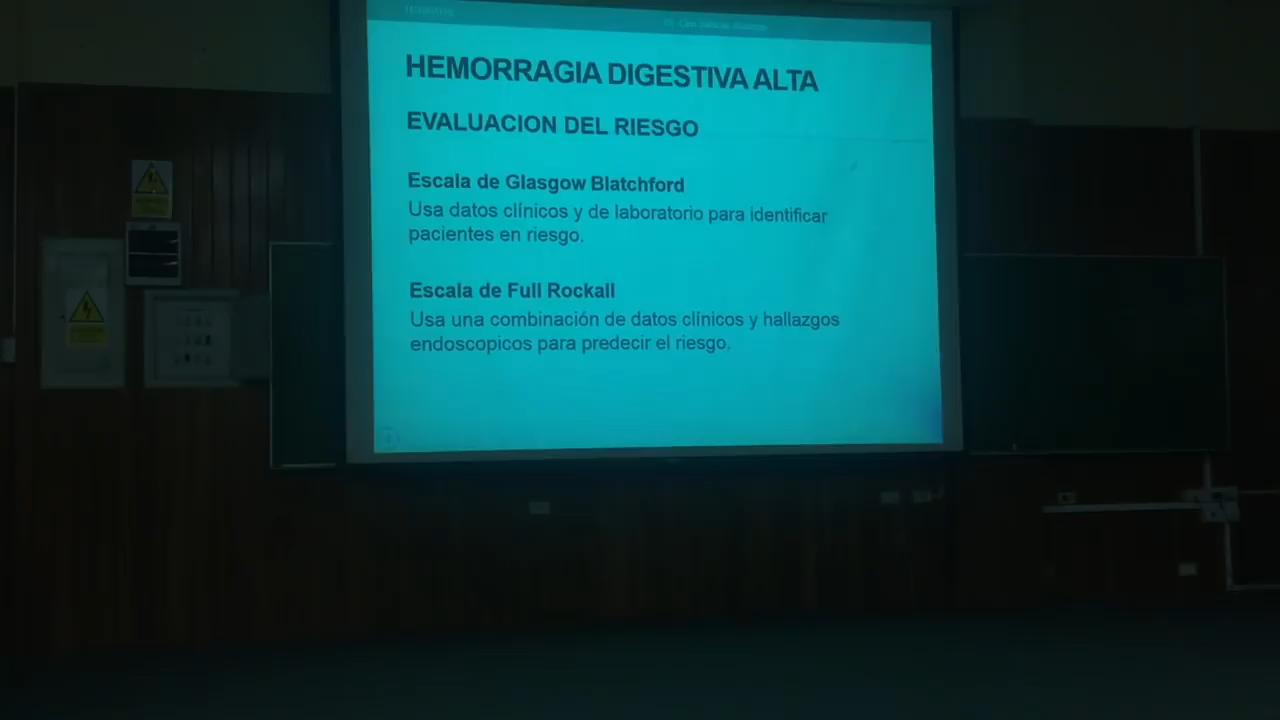 HEMORRAGIA DIGESTIVA ALTA
EVALUACION DEL RIESGO
Escala de Glasgow Blatchford
Usa datos clínicos y de laboratorio para identificar
pacientes en riesgo.
Escala de Full Rockall
Usa una combinación de datos clínicos y hallazgos
endoscopicos para predecir el riesgo.